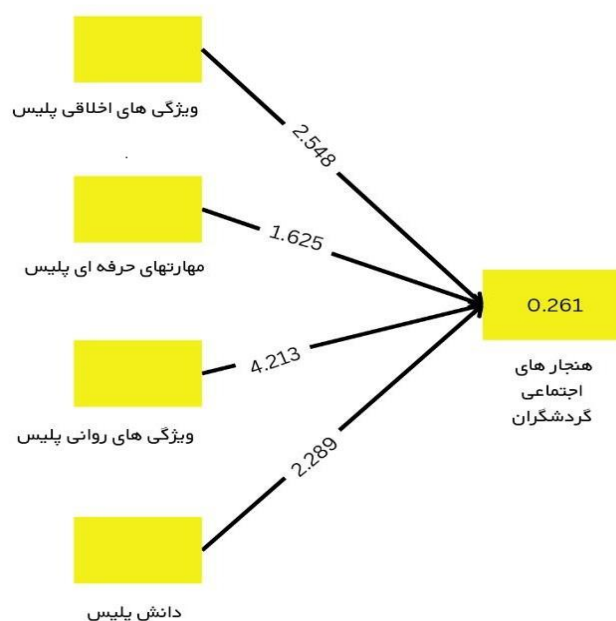 ویژگی های اخلاقی پلیس
2.548
مهارتهای حرفه ای پلیس
1.625
0.261
هنجار های
اجتماعی
گردشگران
4.213
ویژگی های روانی پلیس
2.289
دانش پلیس